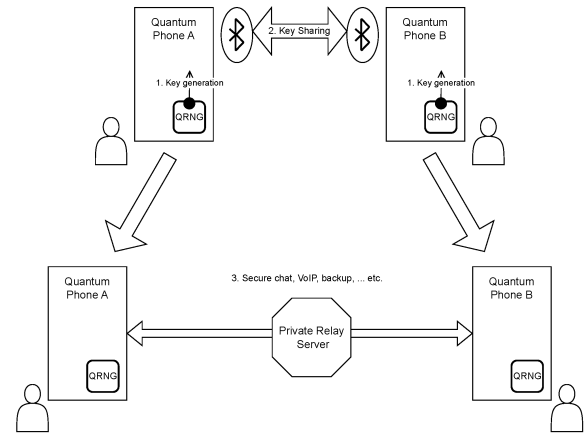 Quantum
Phone A
2. Key Sharing
Quantum
Phone B
1. Key generation
1. Key generation
QRNG
QRNG
3. Secure chat, VoIP, backup, ... etc.
Quantum
Phone A
Quantum
Phone B
Private Relay
Server
QRNG
QRNG